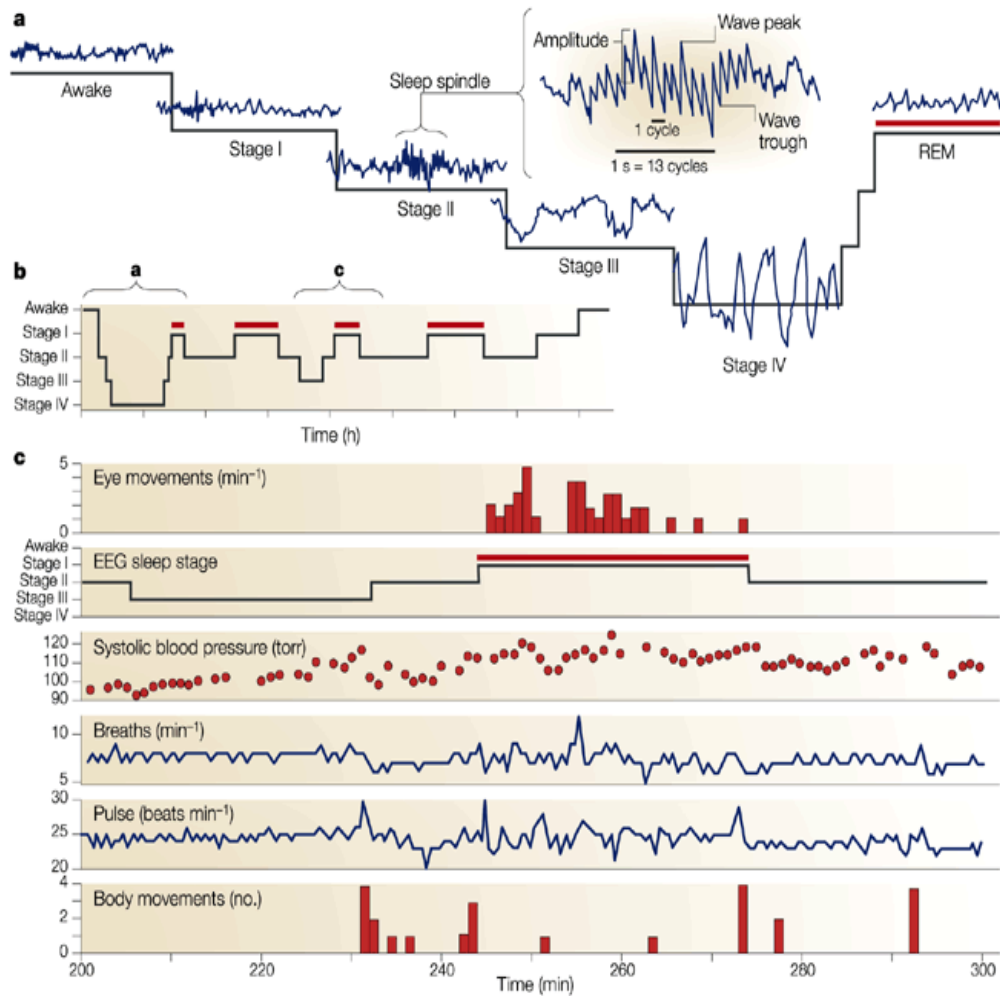 a
Awake
Stage I
Sleep spindle
Stage II
Stage III
Stage IV
REM
Amplitude
Wave peak
1 cycle
Wave trough
1 s = 13 cycles
b
a
c
Awake
Stage I
Stage II
Stage III
Stage IV
Time (h)
c
5
Eye movements (min⁻¹)
0
Awake
Stage I
EEG sleep stage
Stage II
Stage III
Stage IV
120
Systolic blood pressure (torr)
110
100
90
Breaths (min⁻¹)
10
5
30
Pulse (beats min⁻¹)
25
20
4
Body movements (no.)
2
0
200
220
240
260
280
300
Time (min)